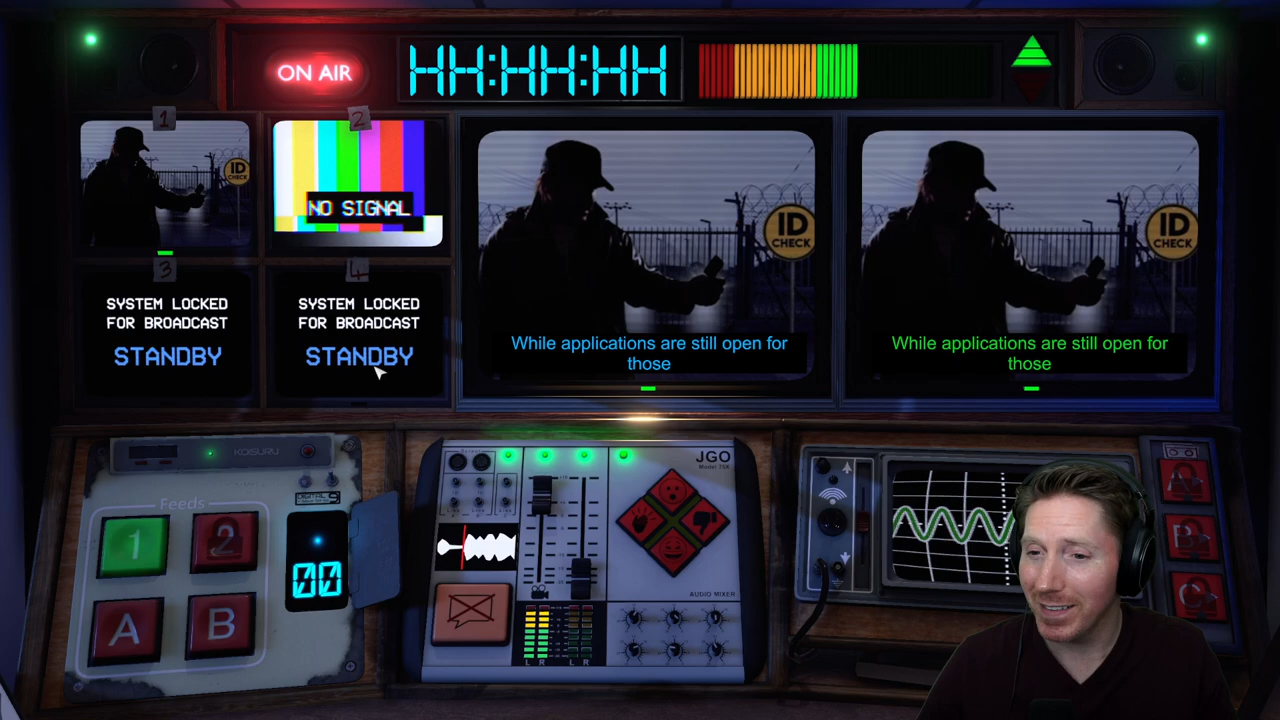 ON AIR
HH:HH:HH
1
2
ID
CHECK
NO SIGNAL
ID
CHECK
ID
CHECK
3
4
SYSTEM LOCKED
FOR BROADCAST
STANDBY
SYSTEM LOCKED
FOR BROADCAST
STANDBY
While applications are still open for
those
While applications are still open for
those
KOISURU
Feeds
1
2
A
B
00
JGO
AUDIO MIXER
L R
L R
A
B
C